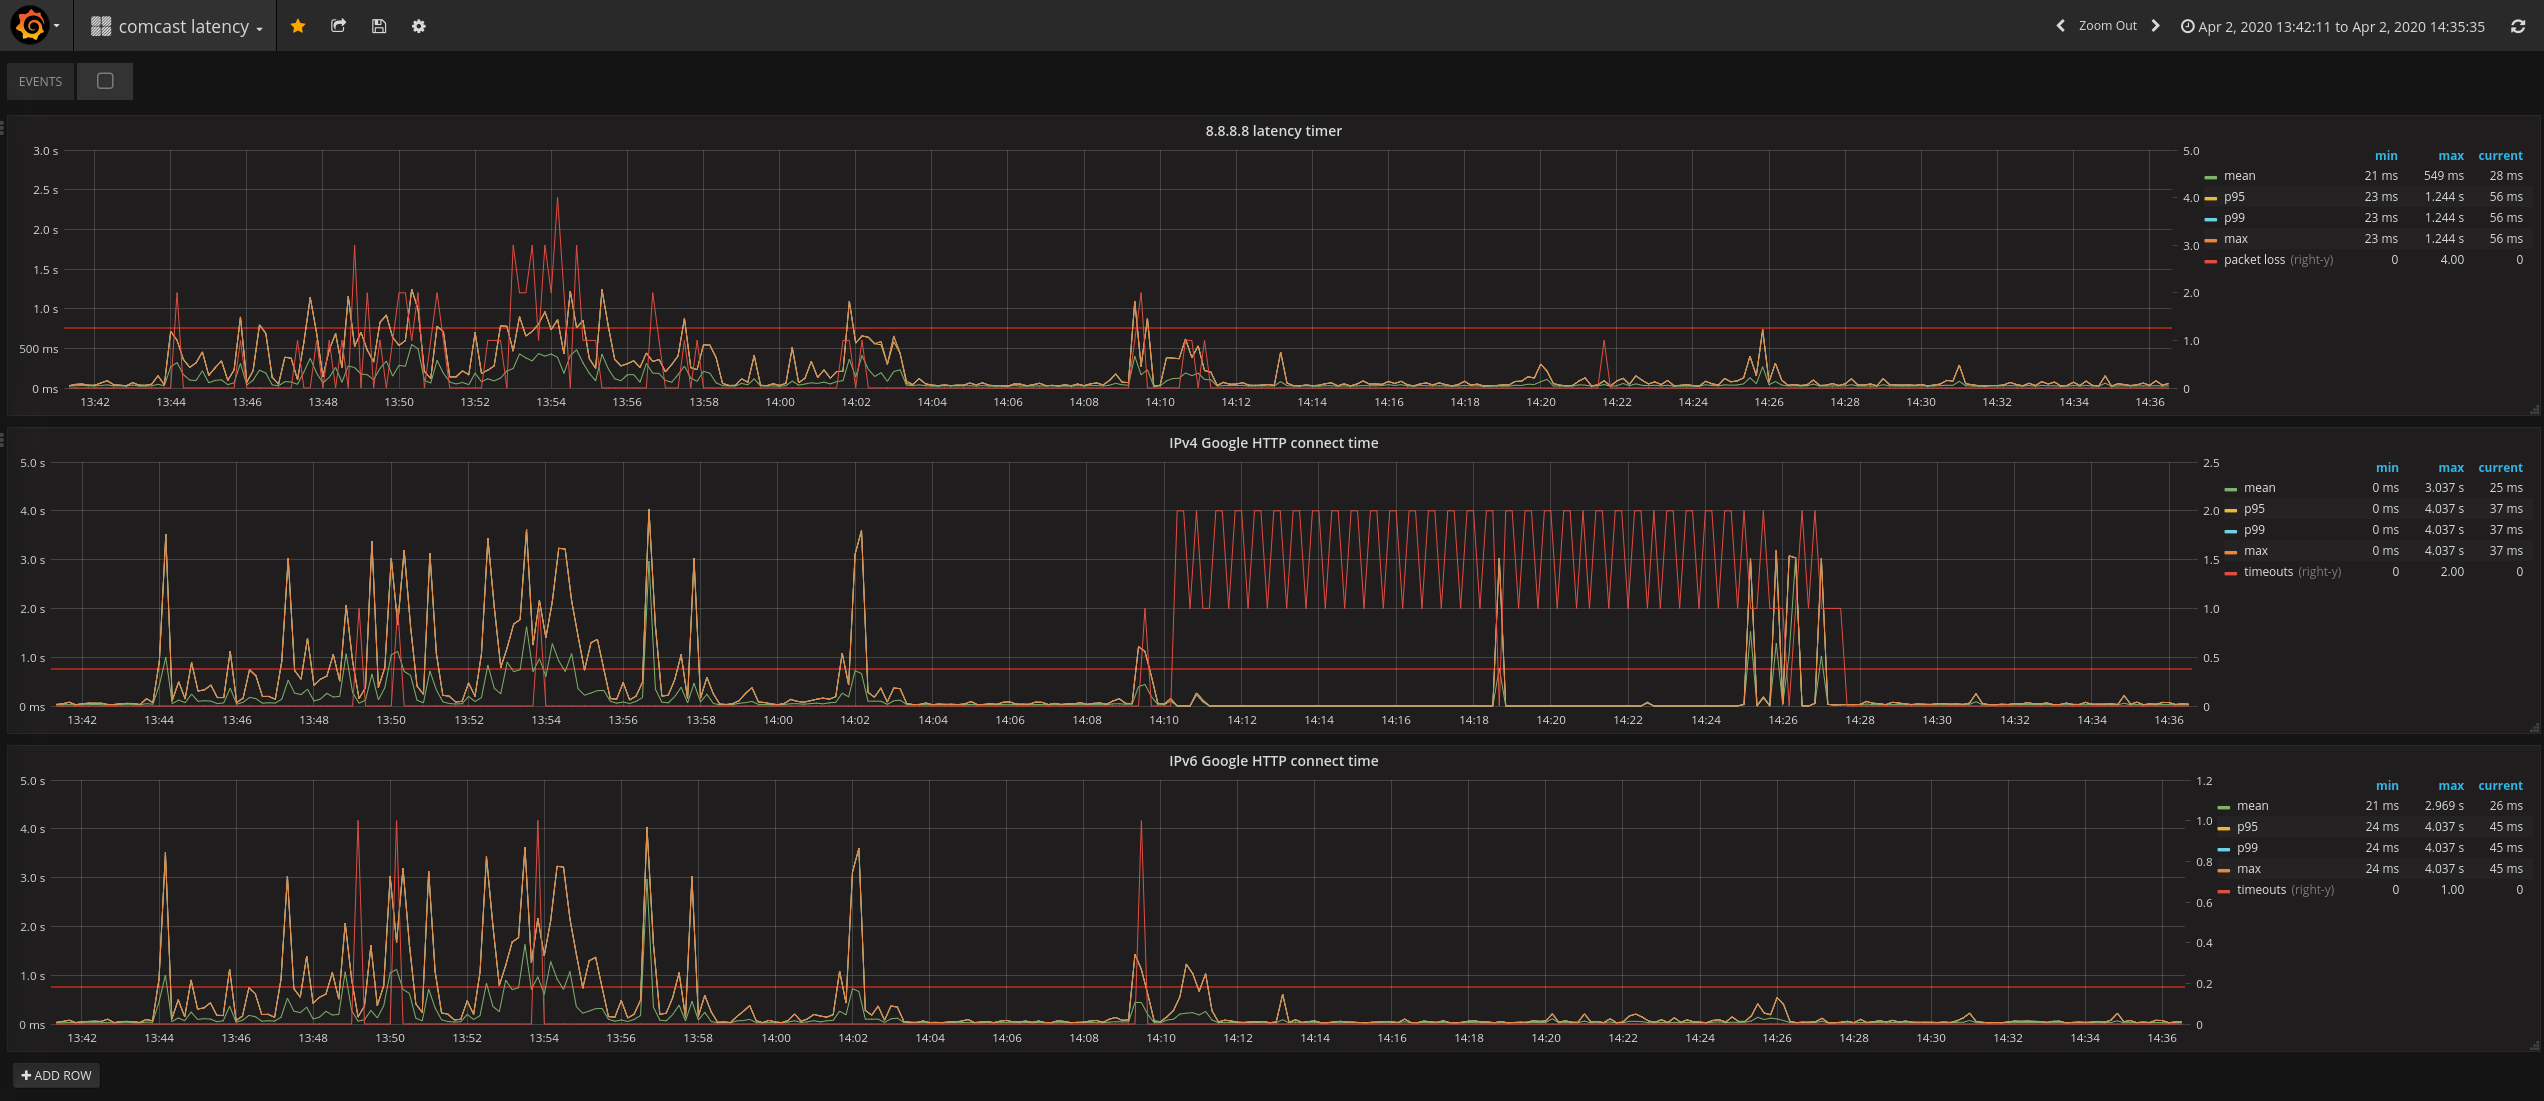 comcast latency
Zoom Out
Apr 2, 2020 13:42:11 to Apr 2, 2020 14:35:35
EVENTS
8.8.8.8 latency timer
3.0 s
2.5 s
2.0 s
1.5 s
1.0 s
500 ms
0 ms
5.0
4.0
3.0
2.0
1.0
0
13:42 13:44 13:46 13:48 13:50 13:52 13:54 13:56 13:58 14:00 14:02 14:04 14:06 14:08 14:10 14:12 14:14 14:16 14:18 14:20 14:22 14:24 14:26 14:28 14:30 14:32 14:34 14:36
min max current
mean 21 ms 549 ms 28 ms
p95 23 ms 1.244 s 56 ms
p99 23 ms 1.244 s 56 ms
max 23 ms 1.244 s 56 ms
packet loss (right-y) 0 4.00 0
IPv4 Google HTTP connect time
5.0 s
4.0 s
3.0 s
2.0 s
1.0 s
0 ms
2.5
2.0
1.5
1.0
0.5
0
13:42 13:44 13:46 13:48 13:50 13:52 13:54 13:56 13:58 14:00 14:02 14:04 14:06 14:08 14:10 14:12 14:14 14:16 14:18 14:20 14:22 14:24 14:26 14:28 14:30 14:32 14:34 14:36
min max current
mean 0 ms 3.037 s 25 ms
p95 0 ms 4.037 s 37 ms
p99 0 ms 4.037 s 37 ms
max 0 ms 4.037 s 37 ms
timeouts (right-y) 0 2.00 0
IPv6 Google HTTP connect time
5.0 s
4.0 s
3.0 s
2.0 s
1.0 s
0 ms
1.2
1.0
0.8
0.6
0.4
0.2
0
13:42 13:44 13:46 13:48 13:50 13:52 13:54 13:56 13:58 14:00 14:02 14:04 14:06 14:08 14:10 14:12 14:14 14:16 14:18 14:20 14:22 14:24 14:26 14:28 14:30 14:32 14:34 14:36
min max current
mean 21 ms 2.969 s 26 ms
p95 24 ms 4.037 s 45 ms
p99 24 ms 4.037 s 45 ms
max 24 ms 4.037 s 45 ms
timeouts (right-y) 0 1.00 0
+ ADD ROW